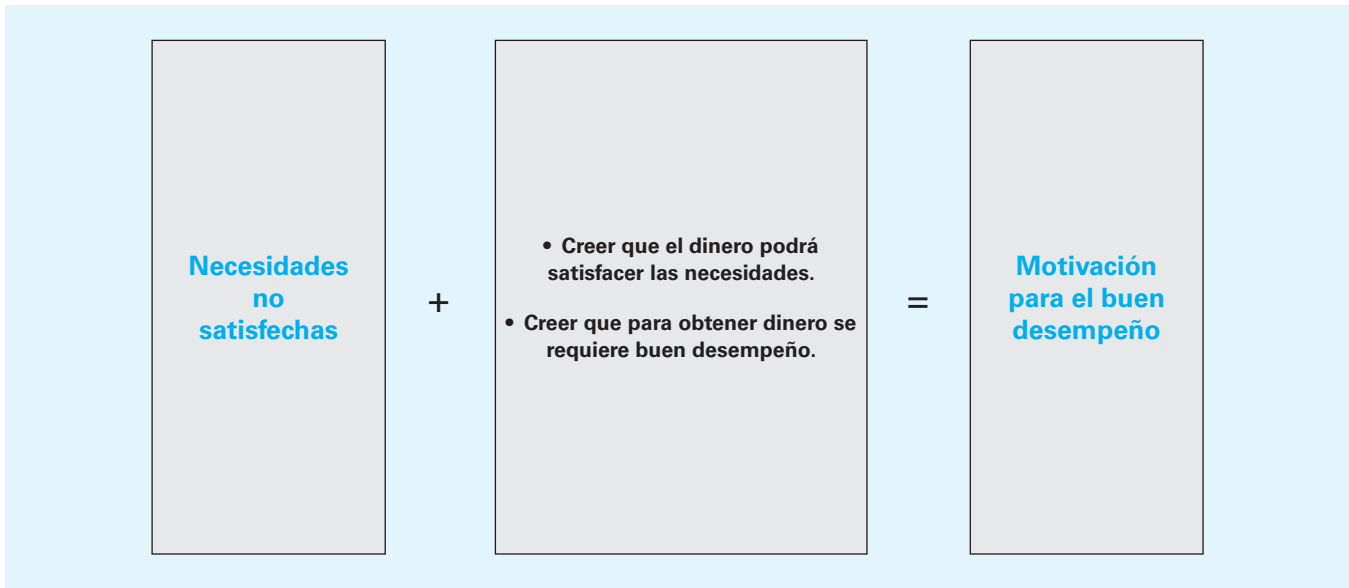 Necesidades
no
satisfechas
+
• Creer que el dinero podrá
satisfacer las necesidades.
• Creer que para obtener dinero se
requiere buen desempeño.
=
Motivación
para el buen
desempeño